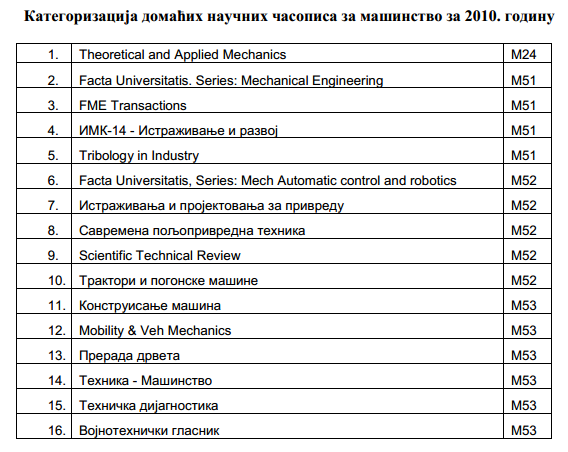 Категоризација домаћих научних часописа за машинство за 2010. годину
1. Theoretical and Applied Mechanics M24
2. Facta Universitatis. Series: Mechanical Engineering M51
3. FME Transactions M51
4. ИМК-14 - Истраживање и развој M51
5. Tribology in Industry M51
6. Facta Universitatis, Series: Mech Automatic control and robotics M52
7. Истраживања и пројектовања за привреду M52
8. Савремена пољопривредна техника M52
9. Scientific Technical Review M52
10. Трактори и погонске машине M52
11. Конструисање машина M53
12. Mobility & Veh Mechanics M53
13. Прерада дрвета M53
14. Техника - Машинство M53
15. Техничка дијагностика M53
16. Војнотехнички гласник M53